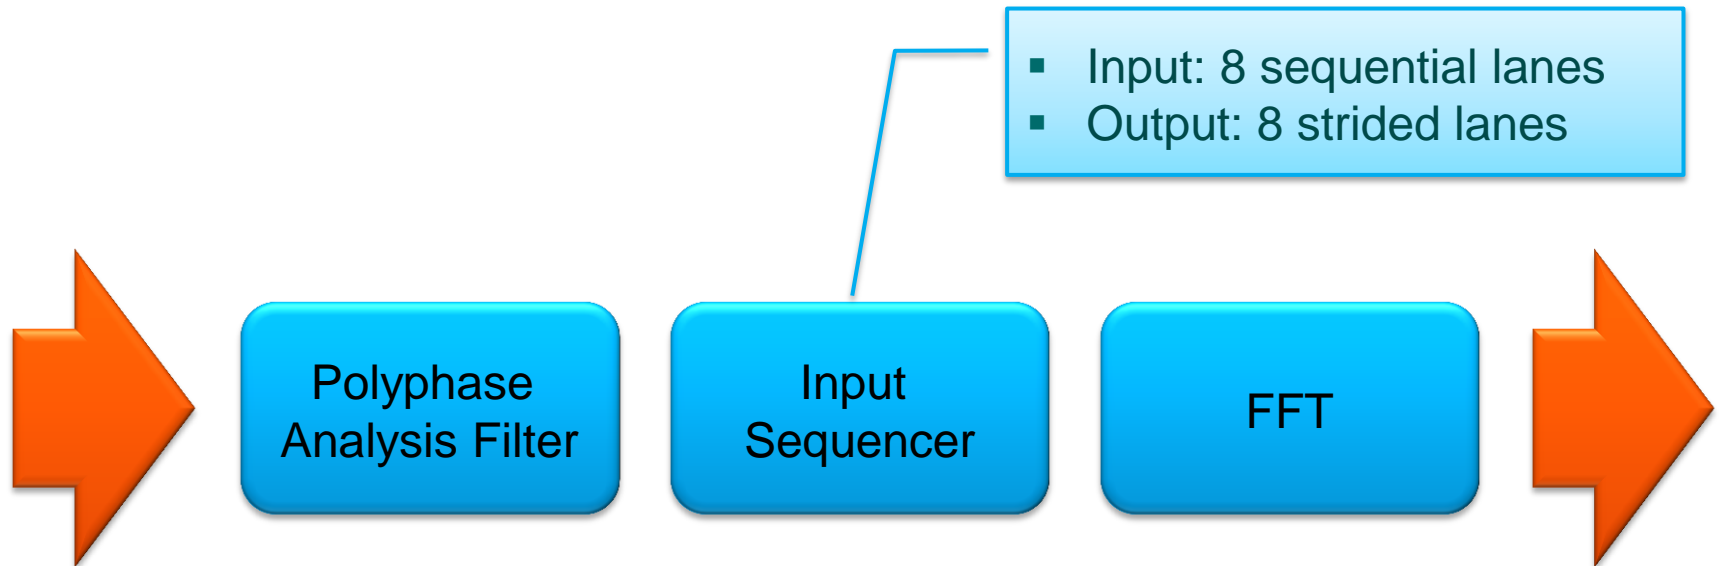 ▪ Input: 8 sequential lanes
▪ Output: 8 strided lanes
Polyphase
Analysis Filter
Input
Sequencer
FFT